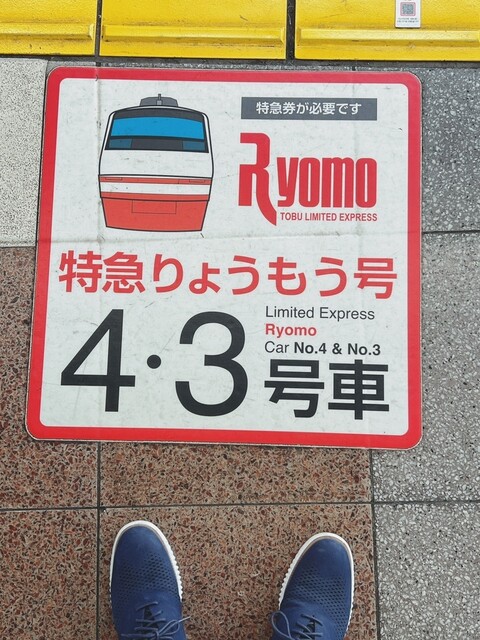 特急券が必要です
Ryomo
TOBU LIMITED EXPRESS
特急りょうもう号
Limited Express
Ryomo
Car No.4 & No.3
4・3号車